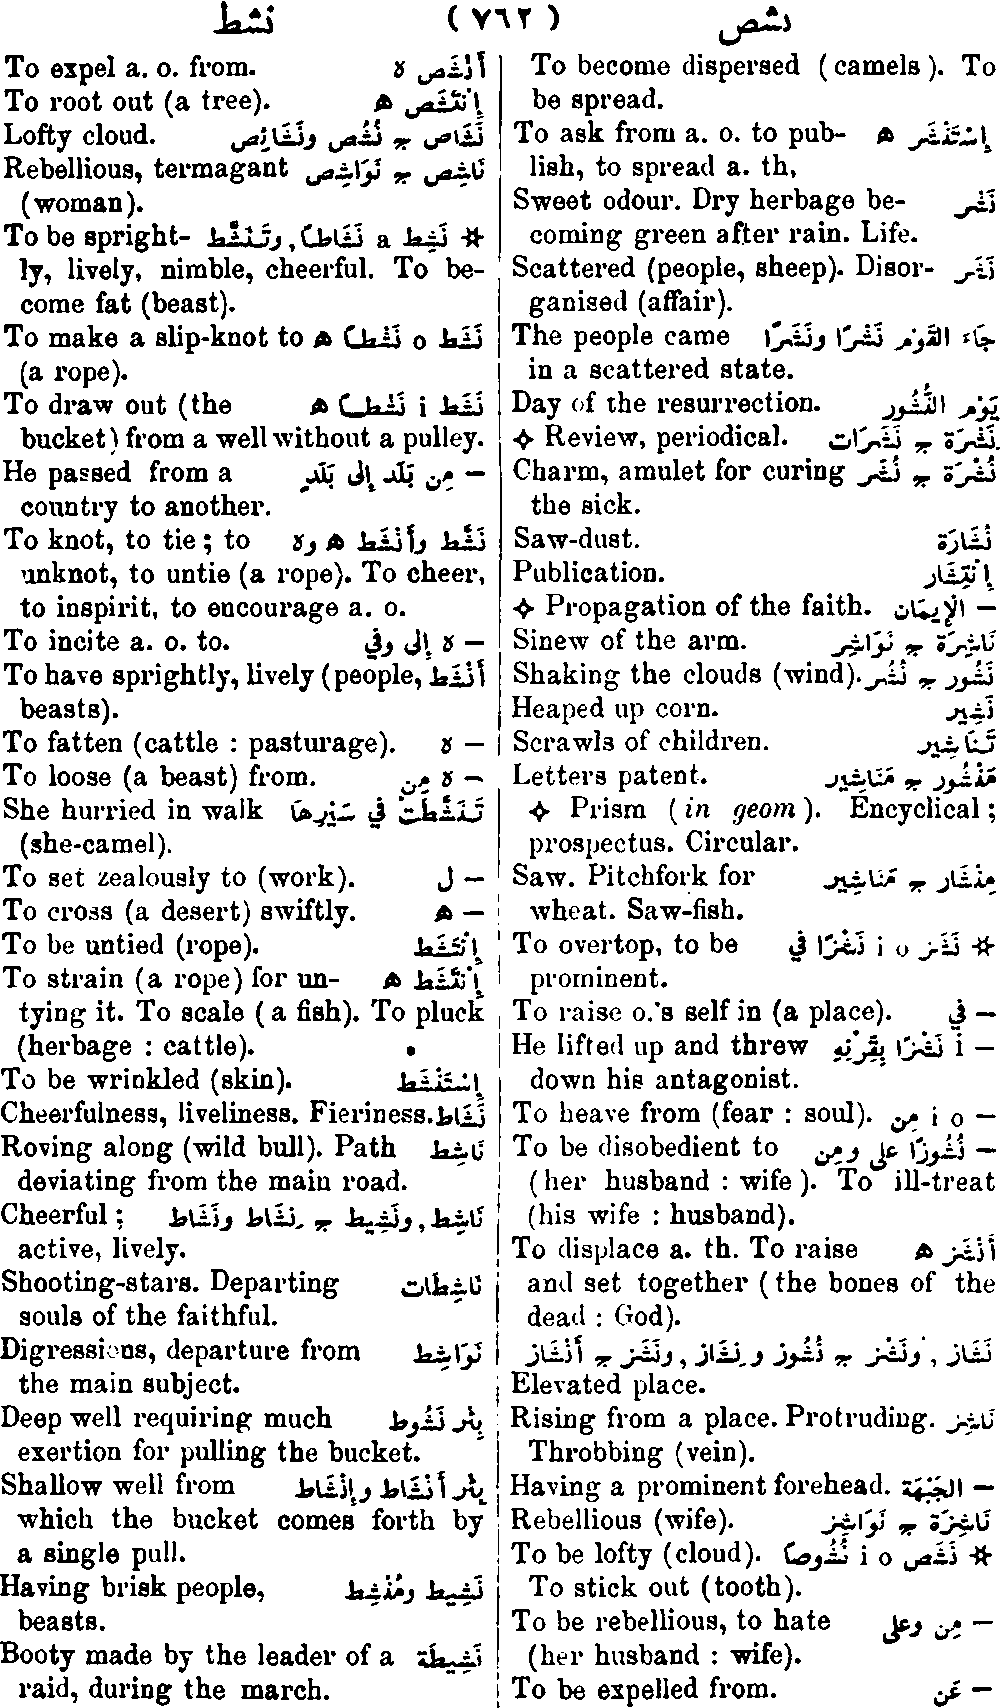 نشص ( ٧٦٢ ) نشط
To become dispersed (camels). To
be spread.
To ask from a. o. to pub- إِسْتَنْشَر ه
lish, to spread a. th,
Sweet odour. Dry herbage be- نَشْر
coming green after rain. Life.
Scattered (people, sheep). Disor- نَشَر
ganised (affair).
The people came جَاءَ القَوْم نَشْرًا ونَشَرًا
in a scattered state.
Day of the resurrection. يَوْم النُّشُور
✧ Review, periodical. نَشْرَة ج نَشَرَات
Charm, amulet for curing نُشْرَة ج نُشَر
the sick.
Saw-dust. نُشَارَة
Publication. إِنْتِشَار
✧ Propagation of the faith. – الإِيمَان
Sinew of the arm. نَاشِرَة ج نَوَاشِر
Shaking the clouds (wind). نَشُور ج نُشُر
Heaped up corn. نَشِير
Scrawls of children. تَنَاشِير
Letters patent. مَنْشُور ج مَنَاشِير
✧ Prism (in geom). Encyclical;
prospectus. Circular.
Saw. Pitchfork for مِنْشَار ج مَنَاشِير
wheat. Saw-fish.
To overtop, to be ✲ نَشَز i o نَشْزًا في
prominent.
To raise o.'s self in (a place). – في
He lifted up and threw – i نَشْزًا بِقِرْنِهِ
down his antagonist.
To heave from (fear : soul). – i o مِن
To be disobedient to – نُشُوزًا على ومِن
(her husband : wife). To ill-treat
(his wife : husband).
To displace a. th. To raise أَنْشَز ه
and set together (the bones of the
dead : God).
نَشَاز, ونَشْز ج نُشُوز ونِشَاز, ونَشَز ج أَنْشَاز
Elevated place.
Rising from a place. Protruding. نَاشِز
Throbbing (vein).
Having a prominent forehead. – الجَبْهَة
Rebellious (wife). نَاشِزَة ج نَوَاشِز
To be lofty (cloud). ✲ نَشَص i o نُشُوصًا
To stick out (tooth).
To be rebellious, to hate – مِن وعلى
(her husband : wife).
To be expelled from. – عَن
To expel a. o. from. أَنْشَص ة
To root out (a tree). إِنْتَشَص ه
Lofty cloud. نَشَاص ج نُشُص ونَشَائِص
Rebellious, termagant نَاشِص ج نَوَاشِص
(woman).
To be spright- ✲ نَشِط a نَشَاطًا, وتَنَشَّط
ly, lively, nimble, cheerful. To be-
come fat (beast).
To make a slip-knot to نَشَط o نَشْطًا ه
(a rope).
To draw out (the نَشَط i نَشْطًا ه
bucket) from a well without a pulley.
He passed from a – مِن بَلَد إِلى بَلَدٍ
country to another.
To knot, to tie; to نَشَّط وأَنْشَط ه وة
unknot, to untie (a rope). To cheer,
to inspirit, to encourage a. o.
To incite a. o. to. – ة إِلى وفي
To have sprightly, lively (people, أَنْشَط
beasts).
To fatten (cattle : pasturage). – ة
To loose (a beast) from. – ة مِن
She hurried in walk تَنَشَّطَتْ في سَيْرِهَا
(she-camel).
To set zealously to (work). – ل
To cross (a desert) swiftly. – ه
To be untied (rope). إِنْتَشَط
To strain (a rope) for un- إِنْتَشَط ه
tying it. To scale (a fish). To pluck
(herbage : cattle).
To be wrinkled (skin). إِسْتَنْشَط
Cheerfulness, liveliness. Fieriness. نَشَاط
Roving along (wild bull). Path نَاشِط
deviating from the main road.
Cheerful; نَاشِط, ونَشِيط ج نِشَاط ونَشَاط
active, lively.
Shooting-stars. Departing نَاشِطَات
souls of the faithful.
Digressions, departure from نَوَاشِط
the main subject.
Deep well requiring much بِئْر نَشُوط
exertion for pulling the bucket.
Shallow well from بِئْر أَنْشَاط وإِنْشَاط
which the bucket comes forth by
a single pull.
Having brisk people, نَشِيط ومُنْشِط
beasts.
Booty made by the leader of a نَشِيطَة
raid, during the march.